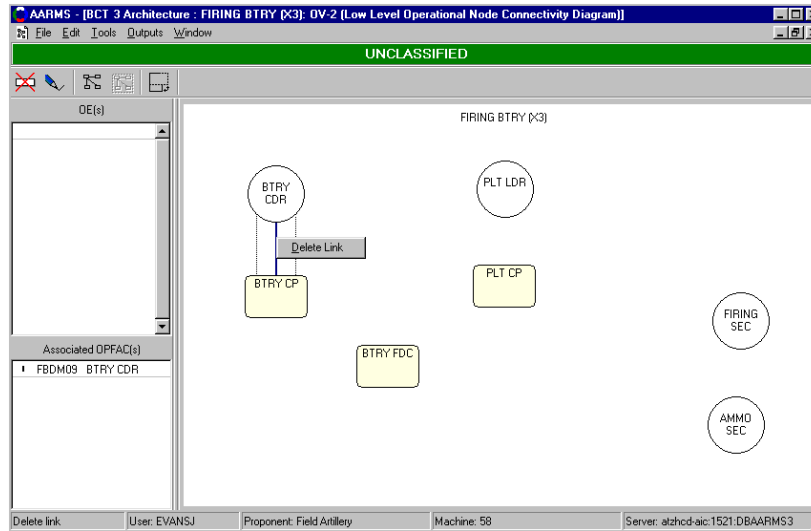 AARMS - [BCT 3 Architecture : FIRING BTRY (X3): OV-2 (Low Level Operational Node Connectivity Diagram)]
File Edit Tools Outputs Window
UNCLASSIFIED
OE(s)
Associated OPFAC(s)
FBDM09 BTRY CDR
FIRING BTRY (X3)
BTRY
CDR
PLT LDR
Delete Link
BTRY CP
PLT CP
FIRING
SEC
BTRY FDC
AMMO
SEC
Delete link
User: EVANSJ
Proponent: Field Artillery
Machine: 58
Server: atzhcd-aic:1521:DBAARMS3